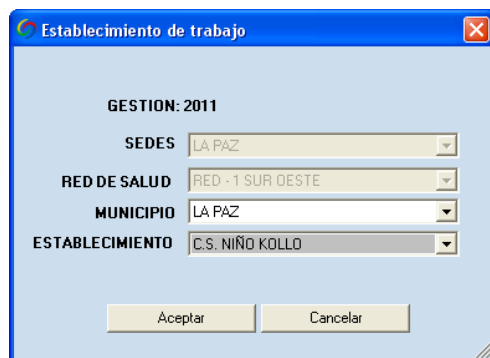 Establecimiento de trabajo
GESTION: 2011
SEDES LA PAZ
RED DE SALUD RED - 1 SUR OESTE
MUNICIPIO LA PAZ
ESTABLECIMIENTO C.S. NIÑO KOLLO
Aceptar Cancelar